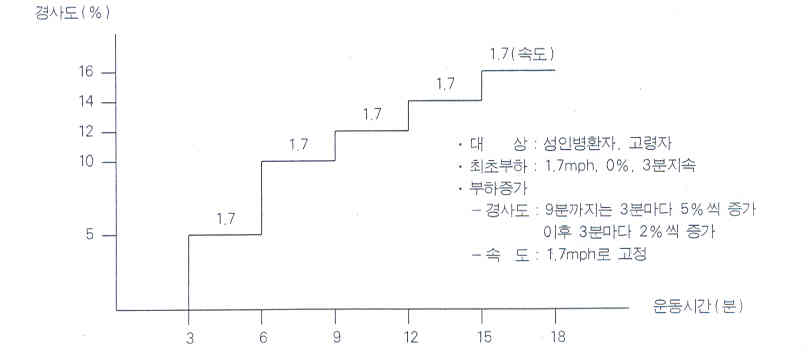 경사도(%)
1.7(속도)
16
1.7
14
1.7
12
1.7
10
1.7
5
· 대 상 : 성인병환자, 고령자
· 최초부하 : 1.7mph, 0%, 3분지속
· 부하증가
- 경사도 : 9분까지는 3분마다 5%씩 증가
이후 3분마다 2%씩 증가
- 속 도 : 1.7mph로 고정
운동시간(분)
3 6 9 12 15 18